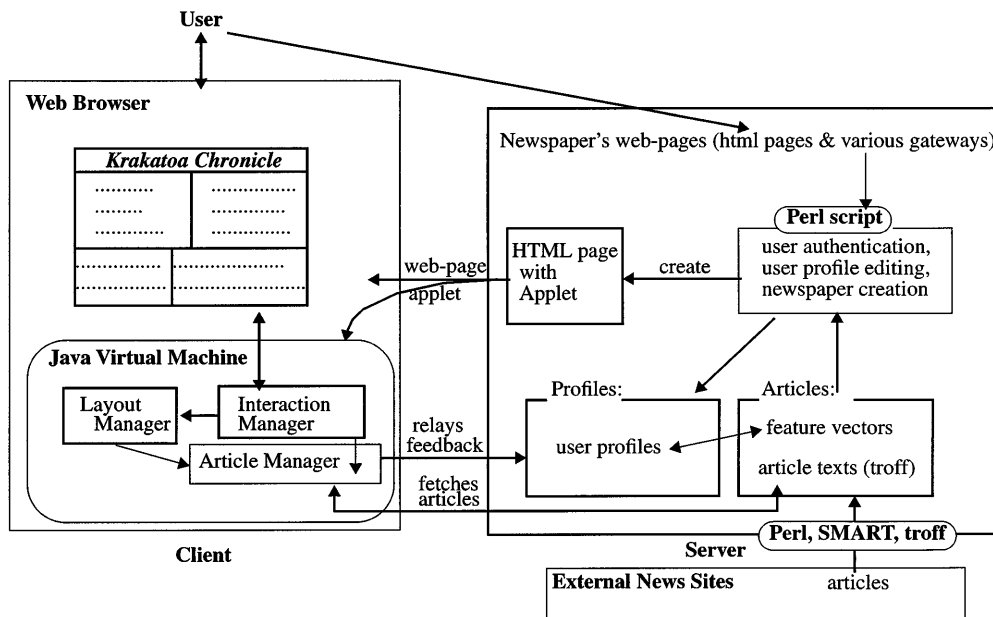 User
Web Browser
Krakatoa Chronicle
Newspaper's web-pages (html pages & various gateways)
Perl script
user authentication,
user profile editing,
newspaper creation
create
HTML page
with
Applet
web-page
applet
Java Virtual Machine
Layout
Manager
Interaction
Manager
Article Manager
relays
feedback
fetches
articles
Profiles:
user profiles
Articles:
feature vectors
article texts (troff)
Client
Server
Perl, SMART, troff
External News Sites
articles